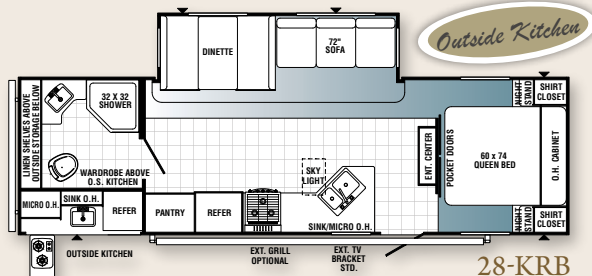 Outside Kitchen
DINETTE
72"
SOFA
LINEN SHELVES ABOVE
OUTSIDE STORAGE BELOW
32 X 32
SHOWER
NIGHT
STAND
SHIRT
CLOSET
WARDROBE ABOVE
O.S. KITCHEN
SKY
LIGHT
ENT. CENTER
POCKET DOORS
60 x 74
QUEEN BED
O.H. CABINET
MICRO O.H.
SINK O.H.
REFER
PANTRY
REFER
SINK/MICRO O.H.
NIGHT
STAND
SHIRT
CLOSET
OUTSIDE KITCHEN
EXT. GRILL
OPTIONAL
EXT. TV
BRACKET
STD.
28-KRB